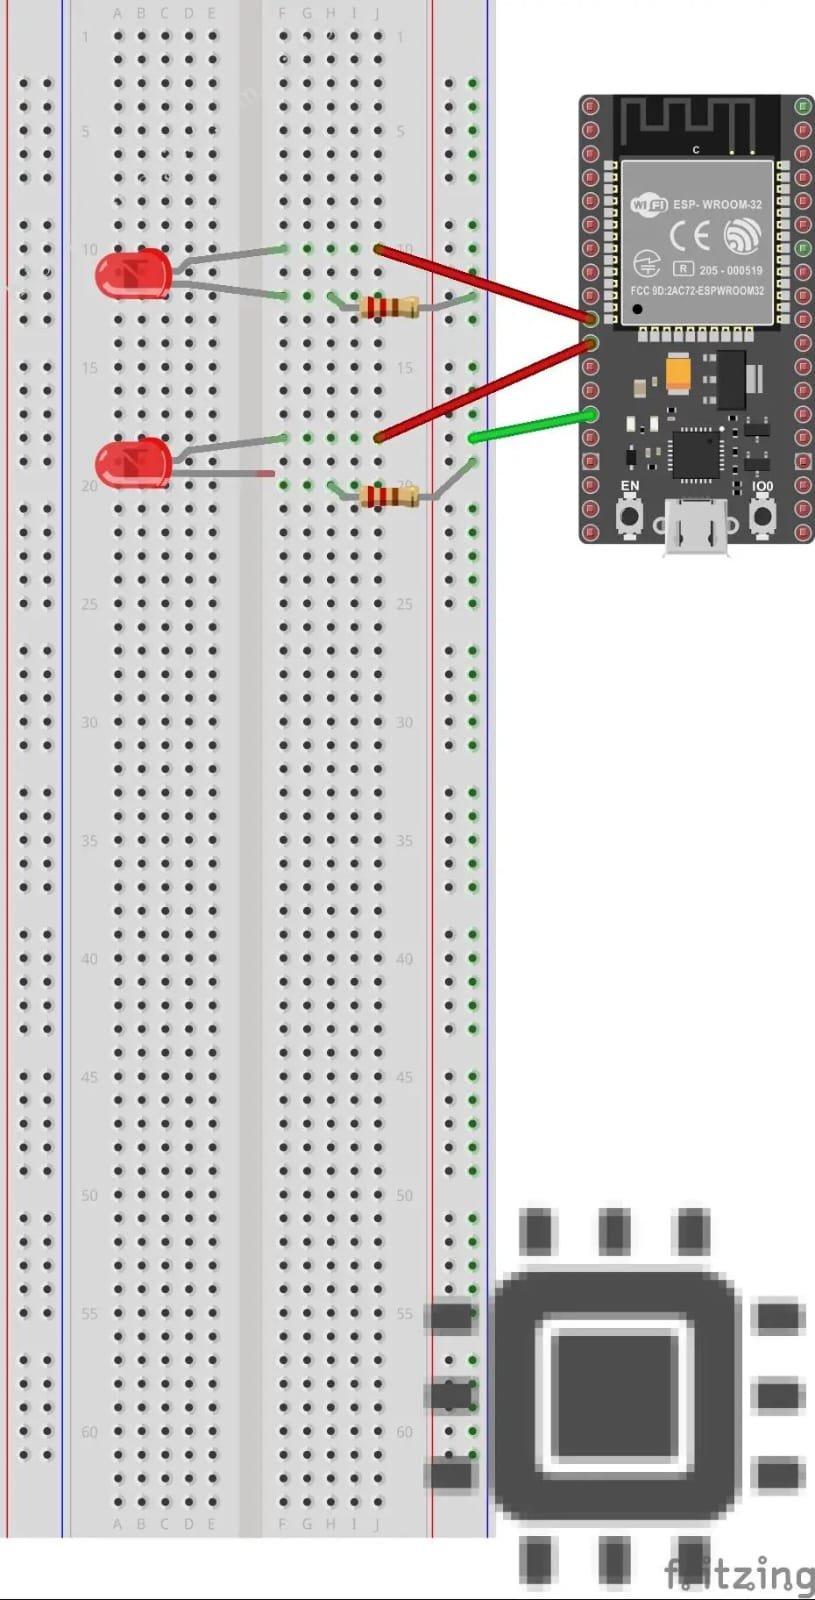 A B C D E F G H I J
1 1
5 5
C
WiFi ESP- WROOM-32
CE
R 205 - 000519
FCC 9D:2AC72-ESPWROOM32
10 10
15 15
20 20
EN IO0
25 25
30 30
35 35
40 40
45 45
50 50
55 55
60 60
A B C D E F G H I J
fritzing